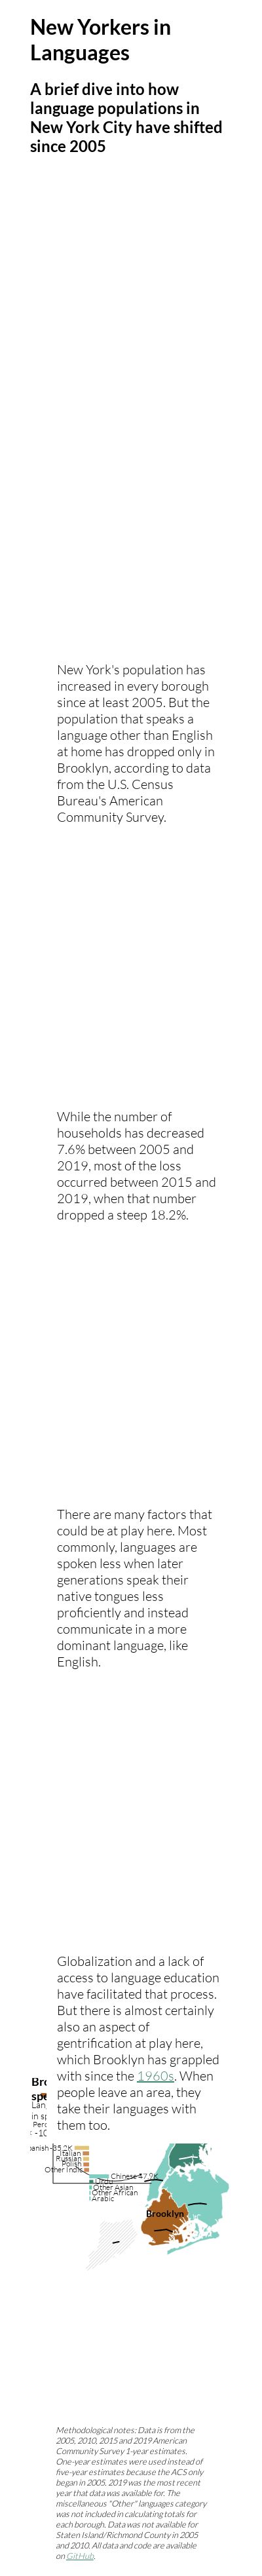 New Yorkers in
Languages
A brief dive into how
language populations in
New York City have shifted
since 2005
New York's population has
increased in every borough
since at least 2005. But the
population that speaks a
language other than English
at home has dropped only in
Brooklyn, according to data
from the U.S. Census
Bureau's American
Community Survey.
While the number of
households has decreased
7.6% between 2005 and
2019, most of the loss
occurred between 2015 and
2019, when that number
dropped a steep 18.2%.
There are many factors that
could be at play here. Most
commonly, languages are
spoken less when later
generations speak their
native tongues less
proficiently and instead
communicate in a more
dominant language, like
English.
Globalization and a lack of
access to language education
have facilitated that process.
But there is almost certainly
also an aspect of
gentrification at play here,
which Brooklyn has grappled
with since the 1960s. When
people leave an area, they
take their languages with
them too.
Bro
spe
Lang
in sp
Perc
-10
anish -35.2K
Italian
Russian
Polish
Other Indic
Chinese
Urdu
Other Asian
Other African
Arabic
Brooklyn
Methodological notes: Data is from the
2005, 2010, 2015 and 2019 American
Community Survey 1-year estimates.
One-year estimates were used instead of
five-year estimates because the ACS only
began in 2005. 2019 was the most recent
year that data was available for. The
miscellaneous "Other" languages category
was not included in calculating totals for
each borough. Data was not available for
Staten Island/Richmond County in 2005
and 2010. All data and code are available
on GitHub.